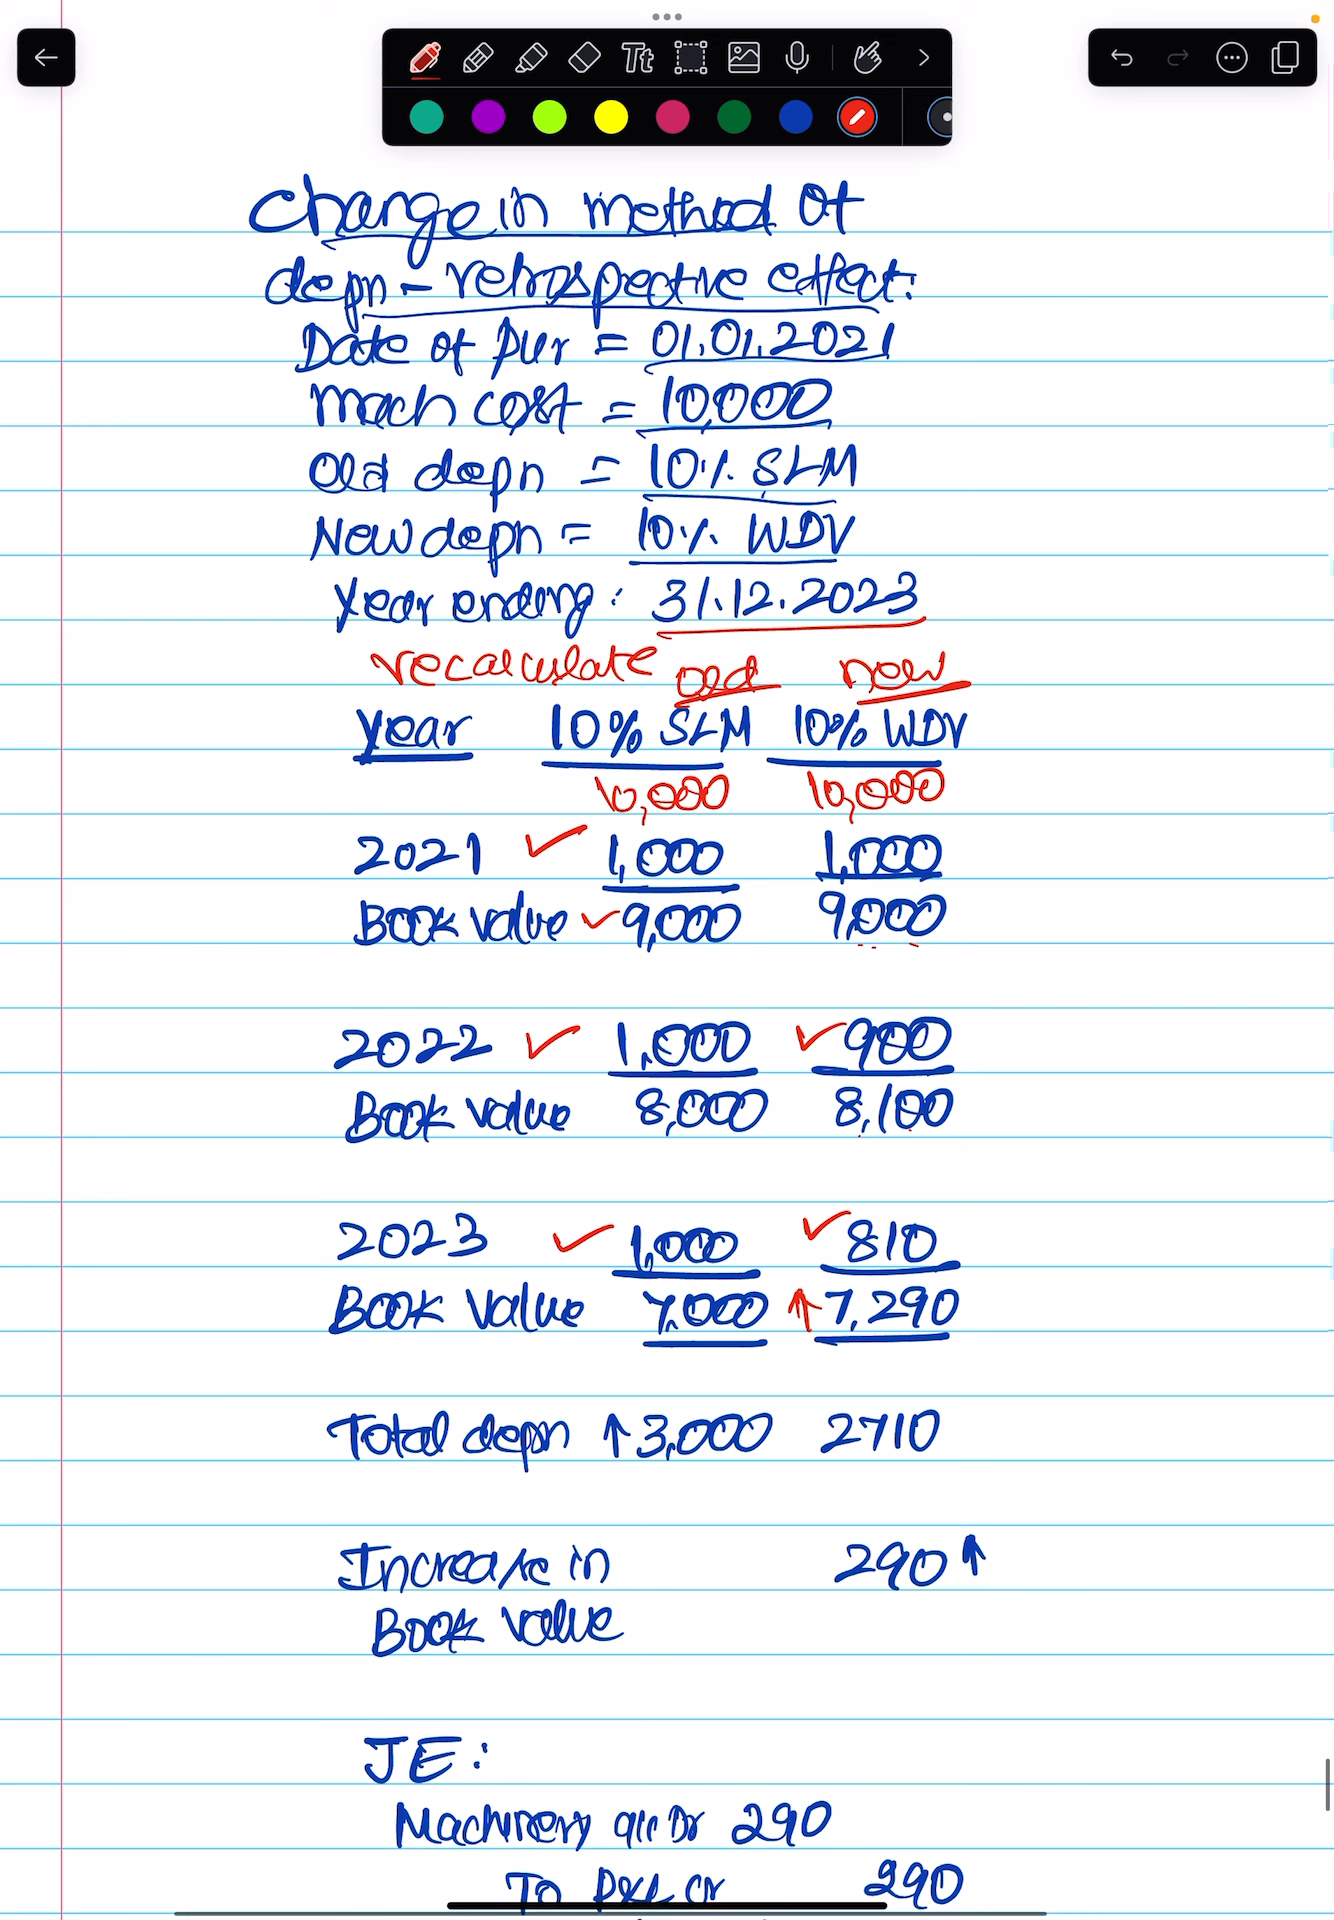 Tt
Change in method of
depn - retrospective effect:
Date of pur = 01.01.2021
Mach cost = 10,000
Old depn = 10% SLM
New depn = 10% WDV
Year ending: 31.12.2023
recalculate old new
Year 10% SLM 10% WDV
10,000 10,000
2021 ✓ 1,000 1,000
Book value ✓ 9,000 9,000
2022 ✓ 1,000 ✓ 900
Book value 8,000 8,100
2023 ✓ 1,000 ✓ 810
Book Value 7,000 ↑ 7,290
Total depn ↑ 3,000 2710
Increase in 290 ↑
Book value
JE:
Machinery a/c Dr 290
To P&L Cr 290